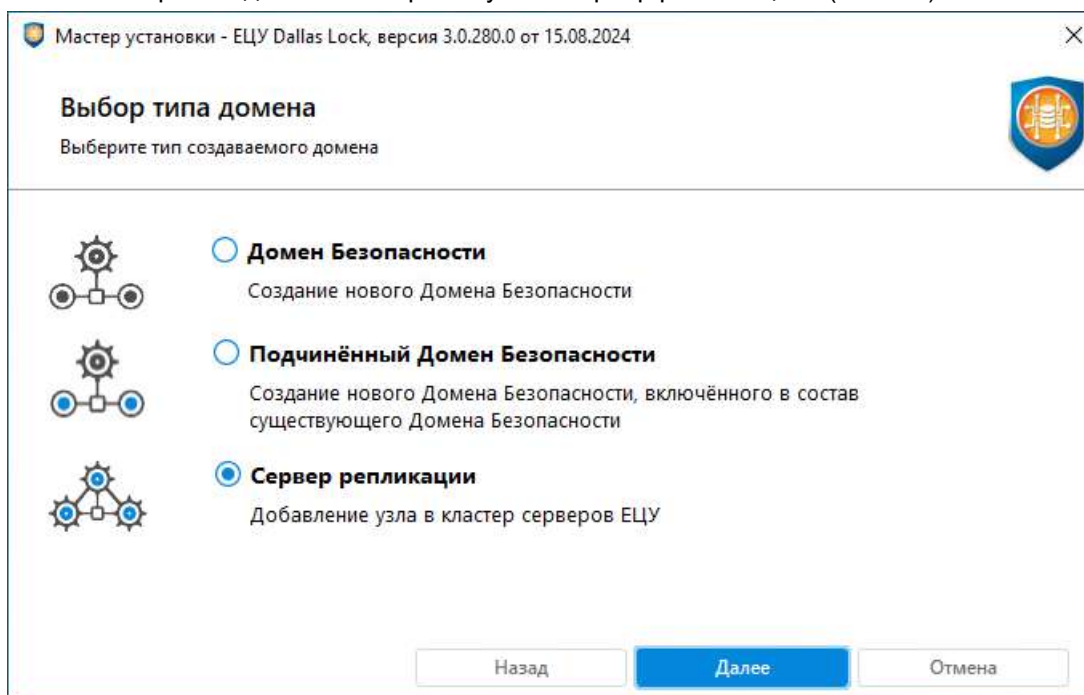 Мастер установки - ЕЦУ Dallas Lock, версия 3.0.280.0 от 15.08.2024
Выбор типа домена
Выберите тип создаваемого домена
Домен Безопасности
Создание нового Домена Безопасности
Подчинённый Домен Безопасности
Создание нового Домена Безопасности, включённого в состав
существующего Домена Безопасности
Сервер репликации
Добавление узла в кластер серверов ЕЦУ
Назад
Далее
Отмена